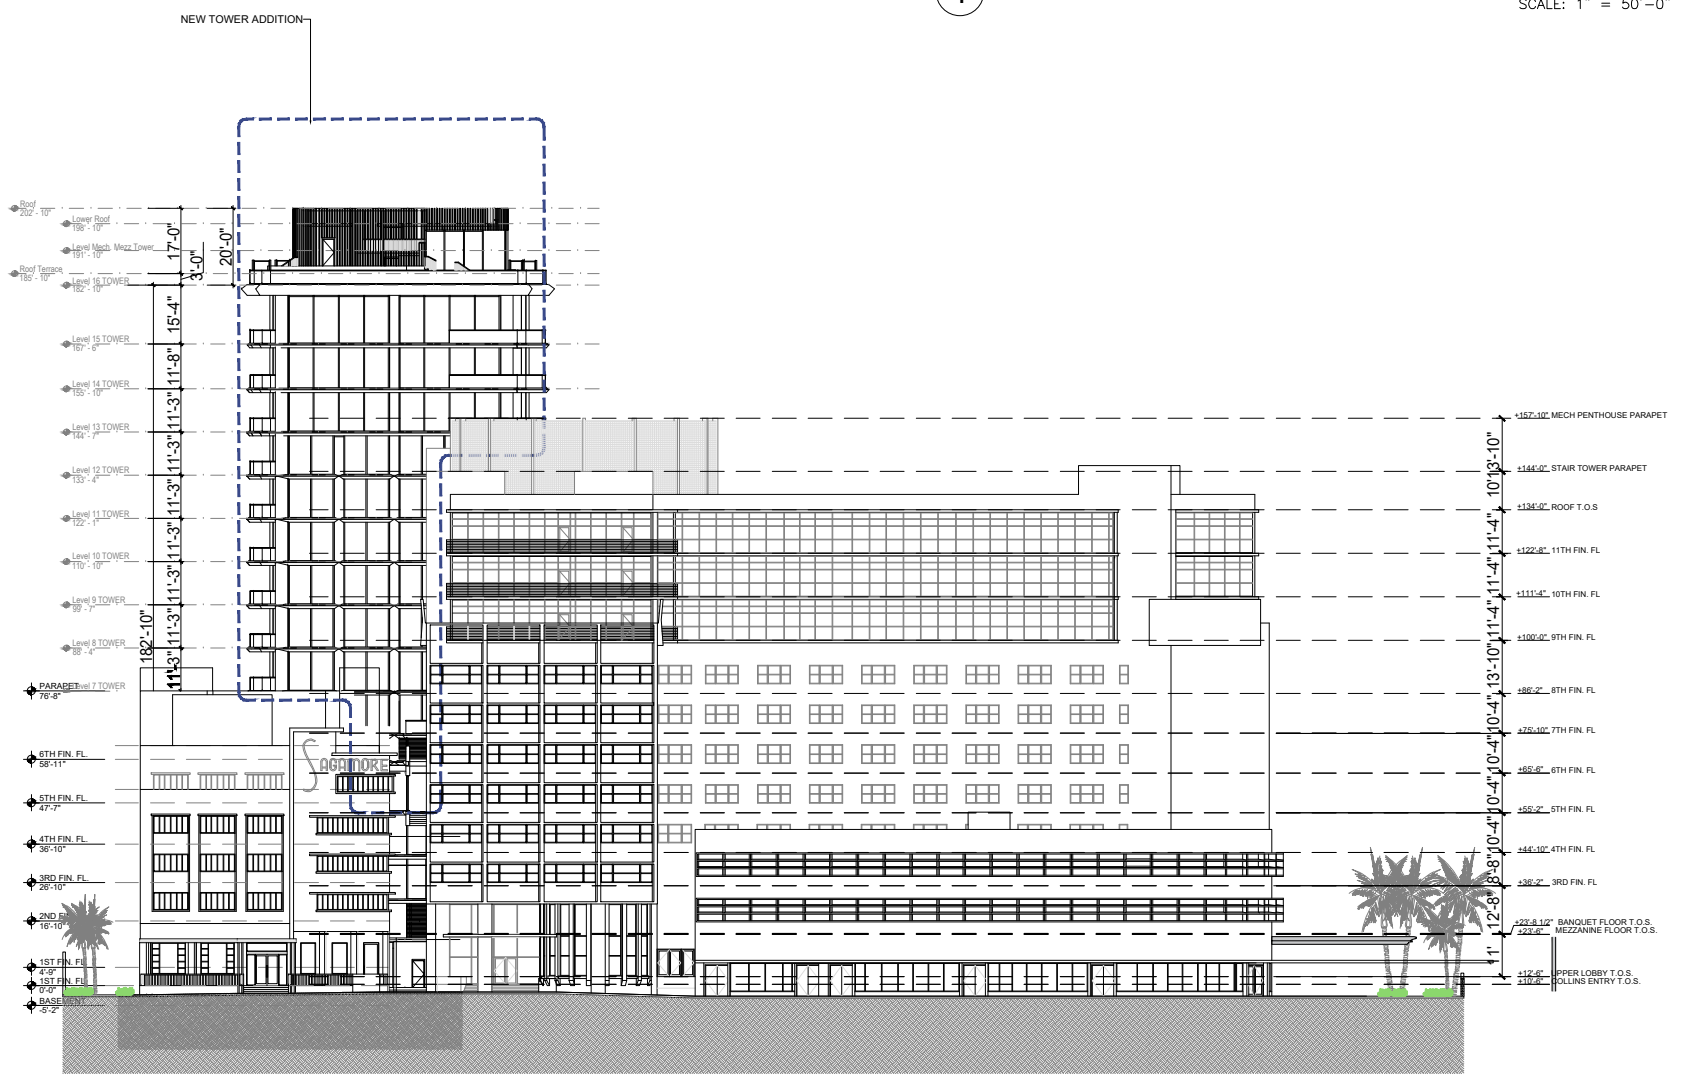 SCALE: 1" = 50'-0"
NEW TOWER ADDITION
Roof
202' - 10"
Lower Roof
198' - 10"
Level Mech. Mezz Tower
191' - 10"
Roof Terrace
185' - 10"
Level 16 TOWER
182' - 10"
Level 15 TOWER
167' - 6"
Level 14 TOWER
155' - 10"
Level 13 TOWER
144' - 7"
Level 12 TOWER
133' - 4"
Level 11 TOWER
122' - 1"
Level 10 TOWER
110' - 10"
Level 9 TOWER
99' - 7"
Level 8 TOWER
88' - 4"
Level 7 TOWER
PARAPET
76'-8"
6TH FIN. FL.
58'-11"
5TH FIN. FL.
47'-7"
4TH FIN. FL.
36'-10"
3RD FIN. FL.
26'-10"
2ND
16'-10"
1ST FIN. FL.
4'-9"
1ST FIN. FL.
0'-0"
BASEMENT
-5'-2"
17'-0"
3'-0"
20'-0"
15'-4"
11'-8"
11'-3"
11'-3"
11'-3"
11'-3"
11'-3"
11'-3"
11'-3"
182'-10"
SAGAMORE
+157'-10" MECH PENTHOUSE PARAPET
+144'-0" STAIR TOWER PARAPET
+134'-0" ROOF T.O.S
+122'-8" 11TH FIN. FL
+111'-4" 10TH FIN. FL
+100'-0" 9TH FIN. FL
+86'-2" 8TH FIN. FL
+75'-10" 7TH FIN. FL
+65'-6" 6TH FIN. FL
+55'-2" 5TH FIN. FL
+44'-10" 4TH FIN. FL
+36'-2" 3RD FIN. FL
+23'-8 1/2" BANQUET FLOOR T.O.S.
+23'-6" MEZZANINE FLOOR T.O.S.
+12'-6" UPPER LOBBY T.O.S.
+10'-6" COLLINS ENTRY T.O.S.
13'-10"
10'
11'-4"
11'-4"
11'-4"
13'-10"
10'-4"
10'-4"
10'-4"
10'-4"
8'-8"
12'-8"
11'